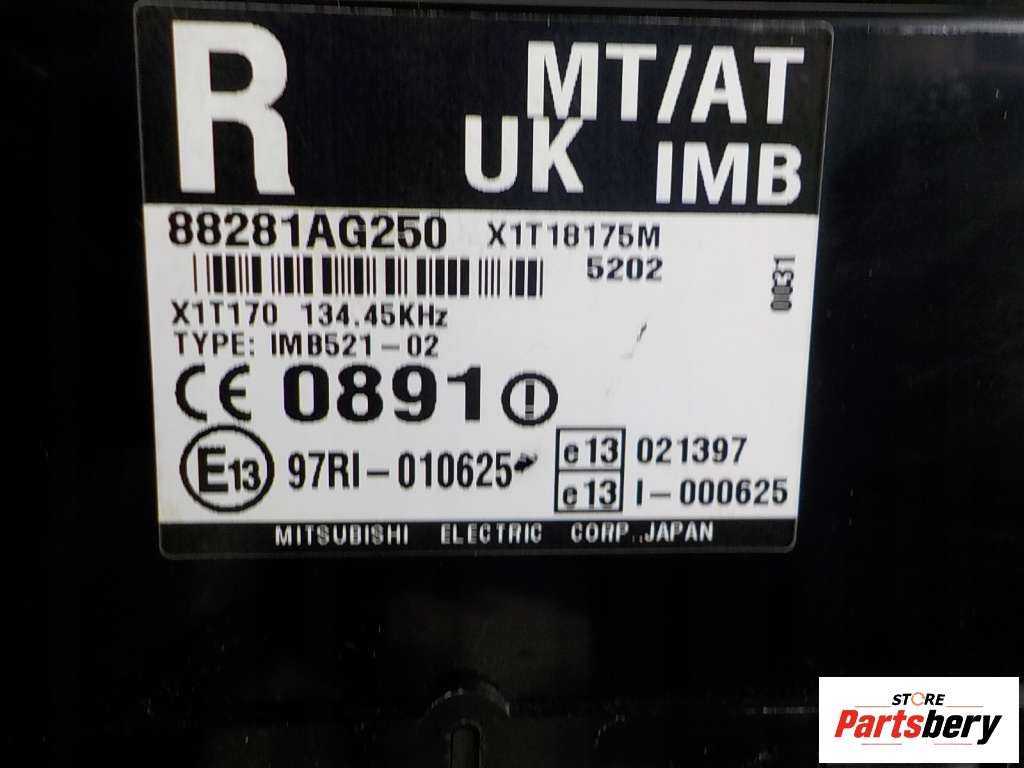 R MT/AT
UK IMB
88281AG250 X1T18175M
5202
0031
X1T170 134.45KHz
TYPE: IMB521-02
CE 0891
E13 97RI-010625
e13 021397
e13 I-000625
MITSUBISHI ELECTRIC CORP. JAPAN
STORE
Partsbery